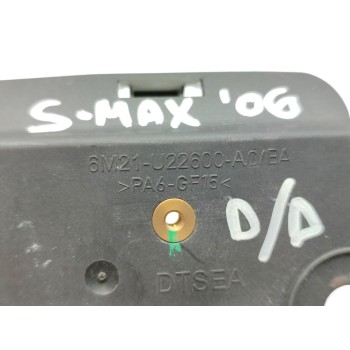 S-MAX '06
6M21-U22600-AC/BA
>PA6-GF15<
D/D
DTSEA